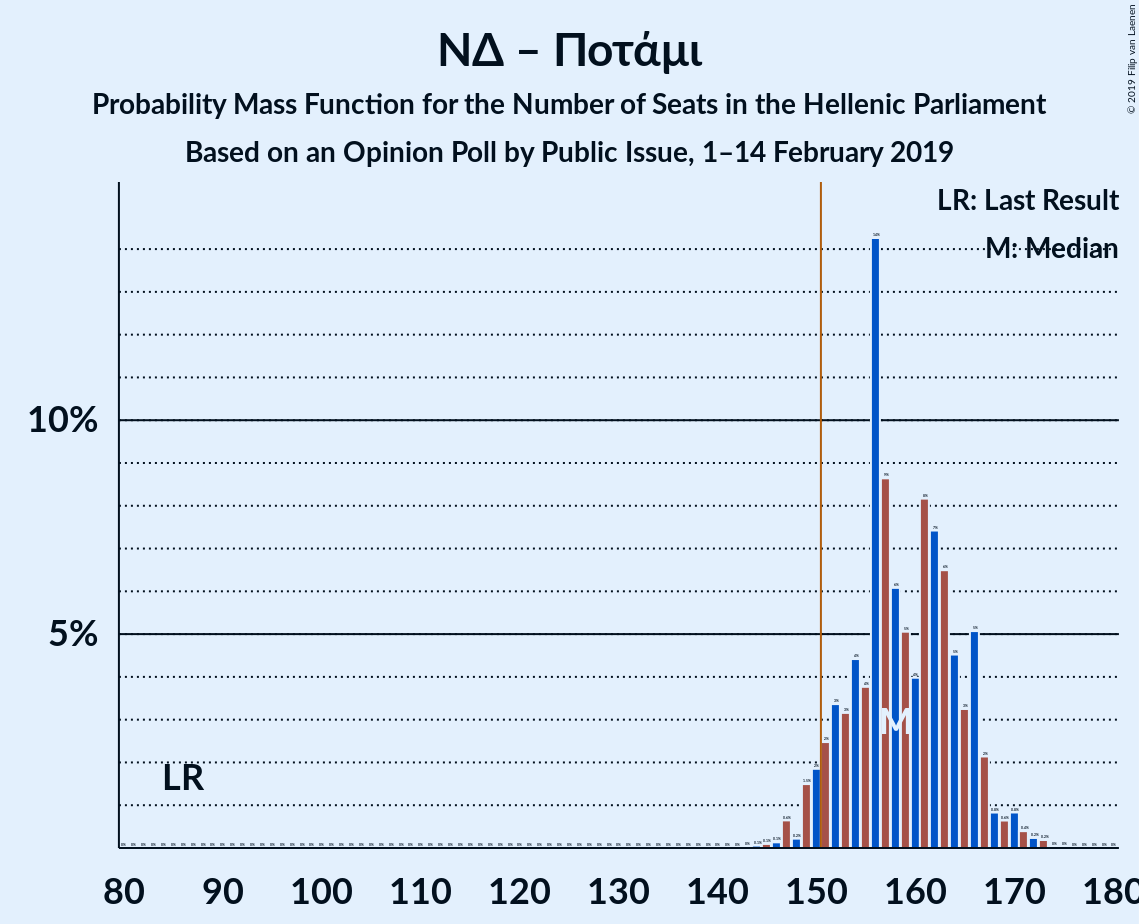 ΝΔ – Ποτάμι
Probability Mass Function for the Number of Seats in the Hellenic Parliament
Based on an Opinion Poll by Public Issue, 1–14 February 2019
© 2019 Filip van Laenen
LR: Last Result
M: Median
10%
5%
LR
M
80 90 100 110 120 130 140 150 160 170 180